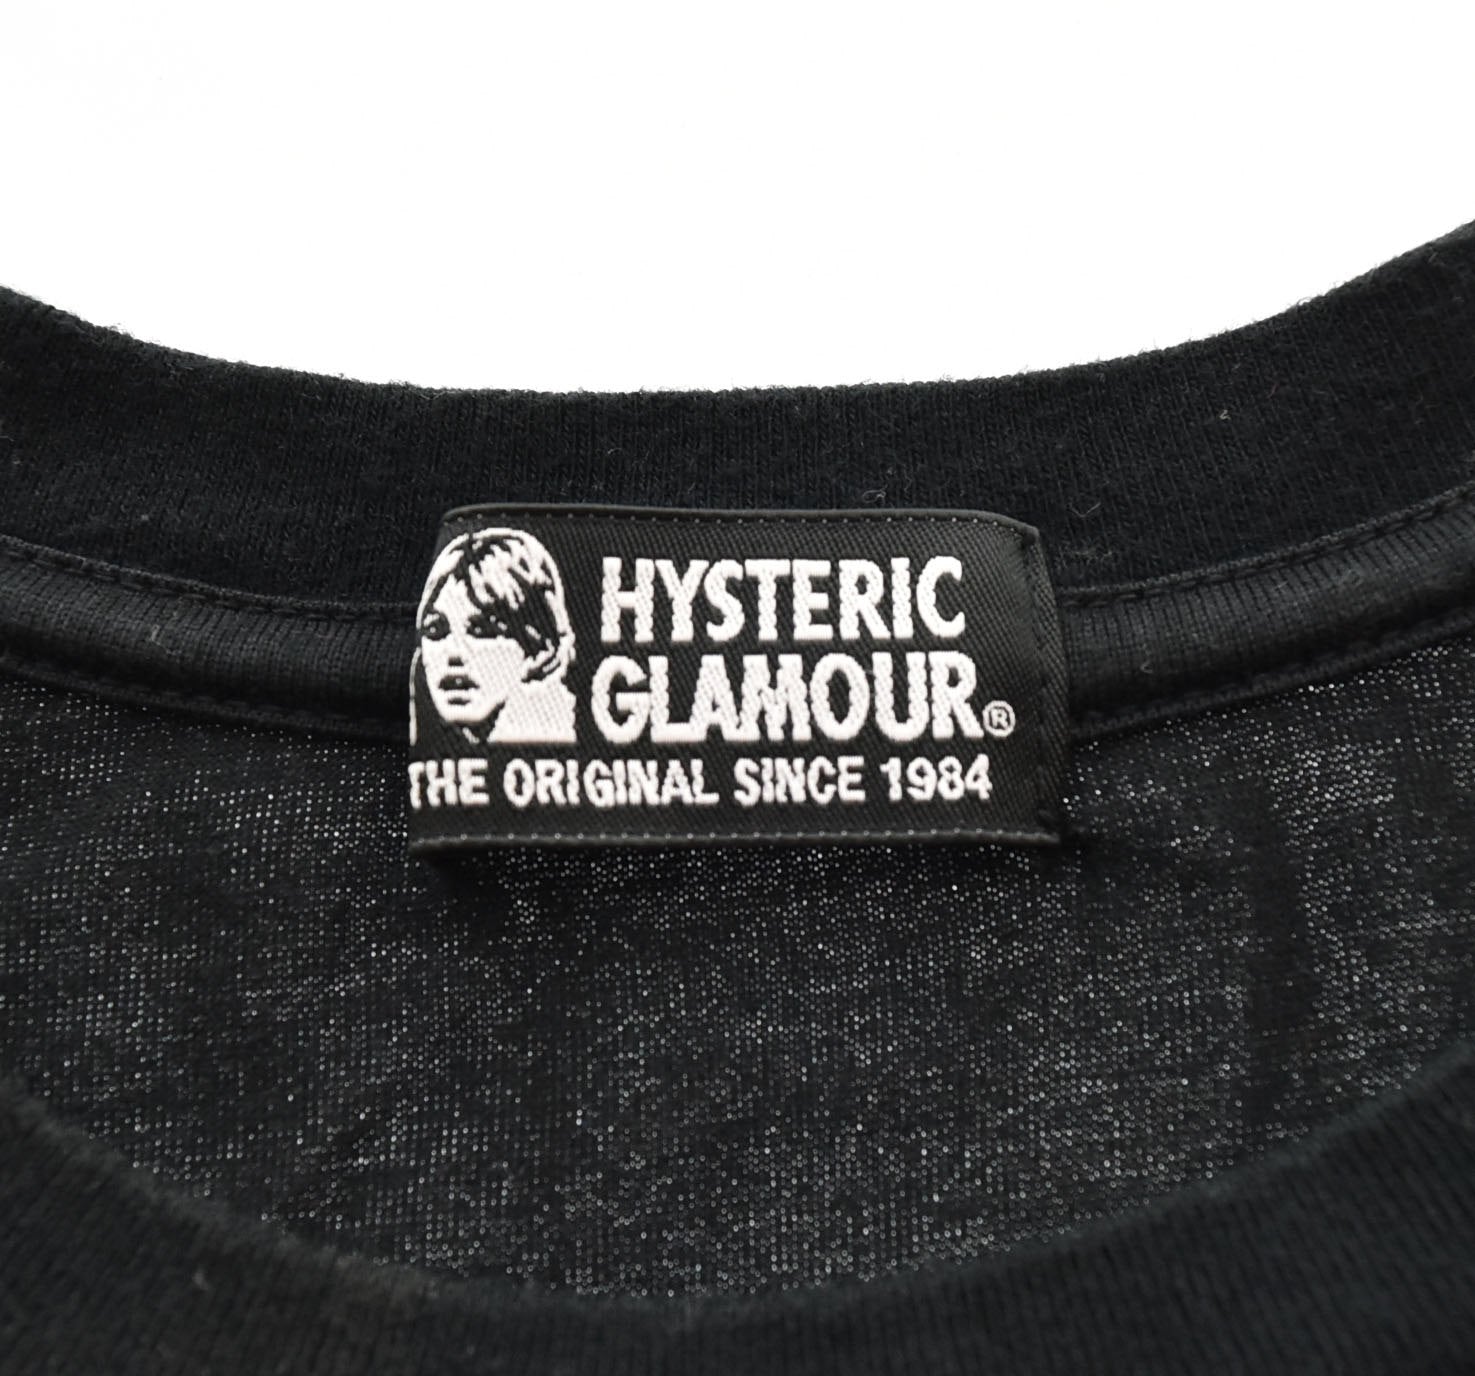 HYSTERIC
GLAMOUR®
THE ORIGINAL SINCE 1984